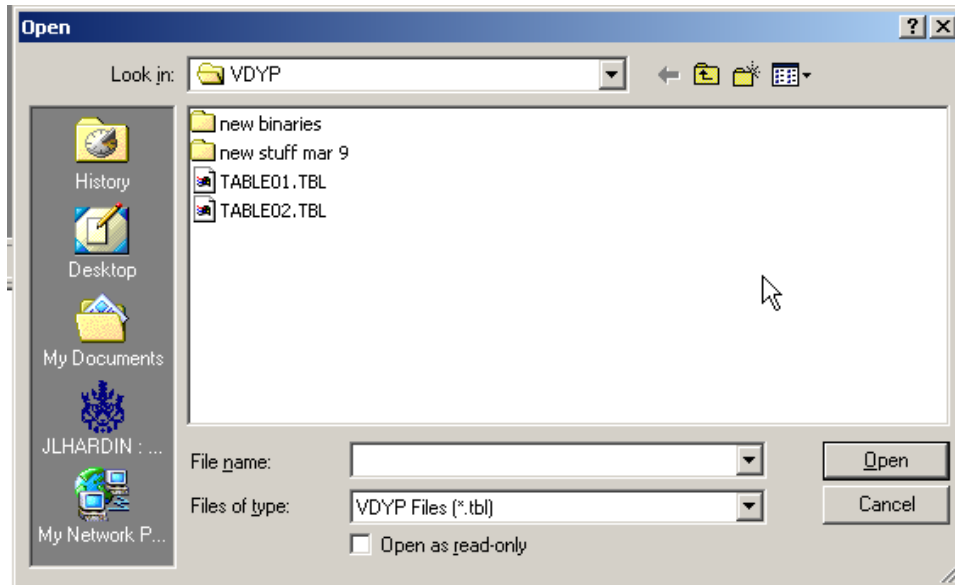 Open
Look in: VDYP
new binaries
new stuff mar 9
TABLE01.TBL
TABLE02.TBL
History
Desktop
My Documents
JLHARDIN : ...
My Network P...
File name:
Open
Files of type: VDYP Files (*.tbl)
Cancel
Open as read-only